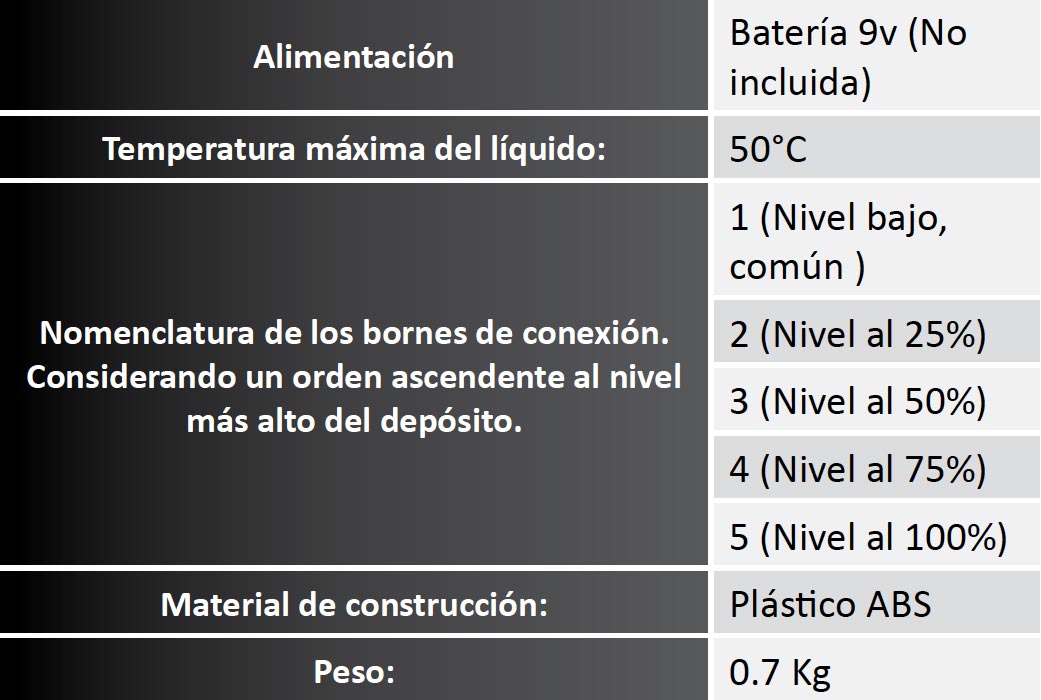 Alimentación
Batería 9v (No
incluida)
Temperatura máxima del líquido:
50°C
Nomenclatura de los bornes de conexión.
Considerando un orden ascendente al nivel
más alto del depósito.
1 (Nivel bajo,
común )
2 (Nivel al 25%)
3 (Nivel al 50%)
4 (Nivel al 75%)
5 (Nivel al 100%)
Material de construcción:
Plástico ABS
Peso:
0.7 Kg